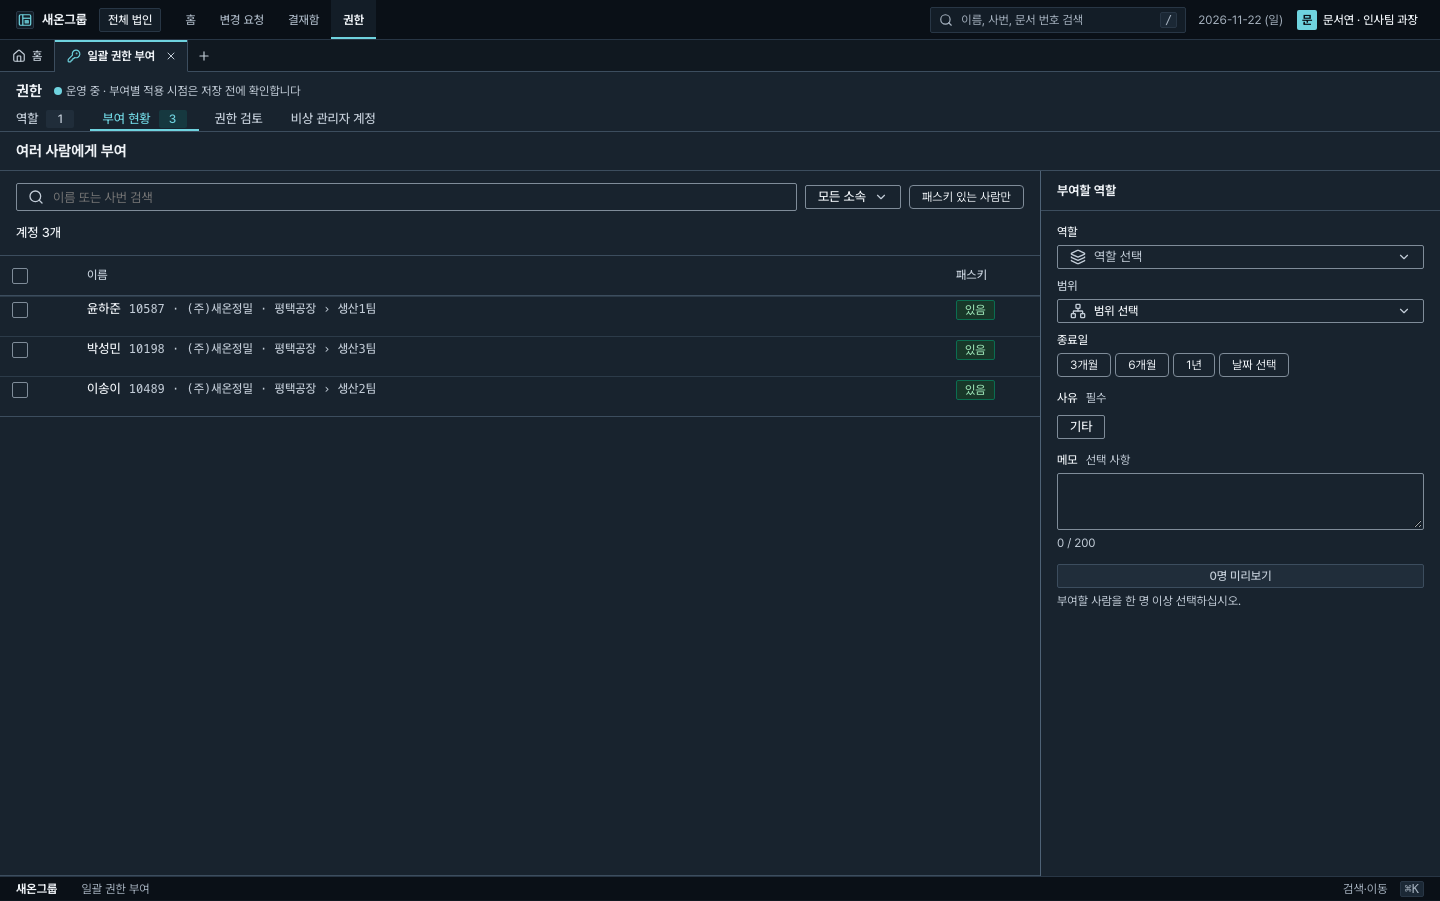 새온그룹 전체 법인 홈 변경 요청 결재함 권한 이름, 사번, 문서 번호 검색 / 2026-11-22 (일) 문 문서연 · 인사팀 과장
홈 일괄 권한 부여
권한 운영 중 · 부여별 적용 시점은 저장 전에 확인합니다
역할 1 부여 현황 3 권한 검토 비상 관리자 계정
여러 사람에게 부여
이름 또는 사번 검색 모든 소속 패스키 있는 사람만
계정 3개
이름 패스키
윤하준 10587 · (주)새온정밀 · 평택공장 › 생산1팀 있음
박성민 10198 · (주)새온정밀 · 평택공장 › 생산3팀 있음
이송이 10489 · (주)새온정밀 · 평택공장 › 생산2팀 있음
부여할 역할
역할
역할 선택
범위
범위 선택
종료일
3개월 6개월 1년 날짜 선택
사유 필수
기타
메모 선택 사항
0 / 200
0명 미리보기
부여할 사람을 한 명 이상 선택하십시오.
새온그룹 일괄 권한 부여 검색·이동 ⌘K